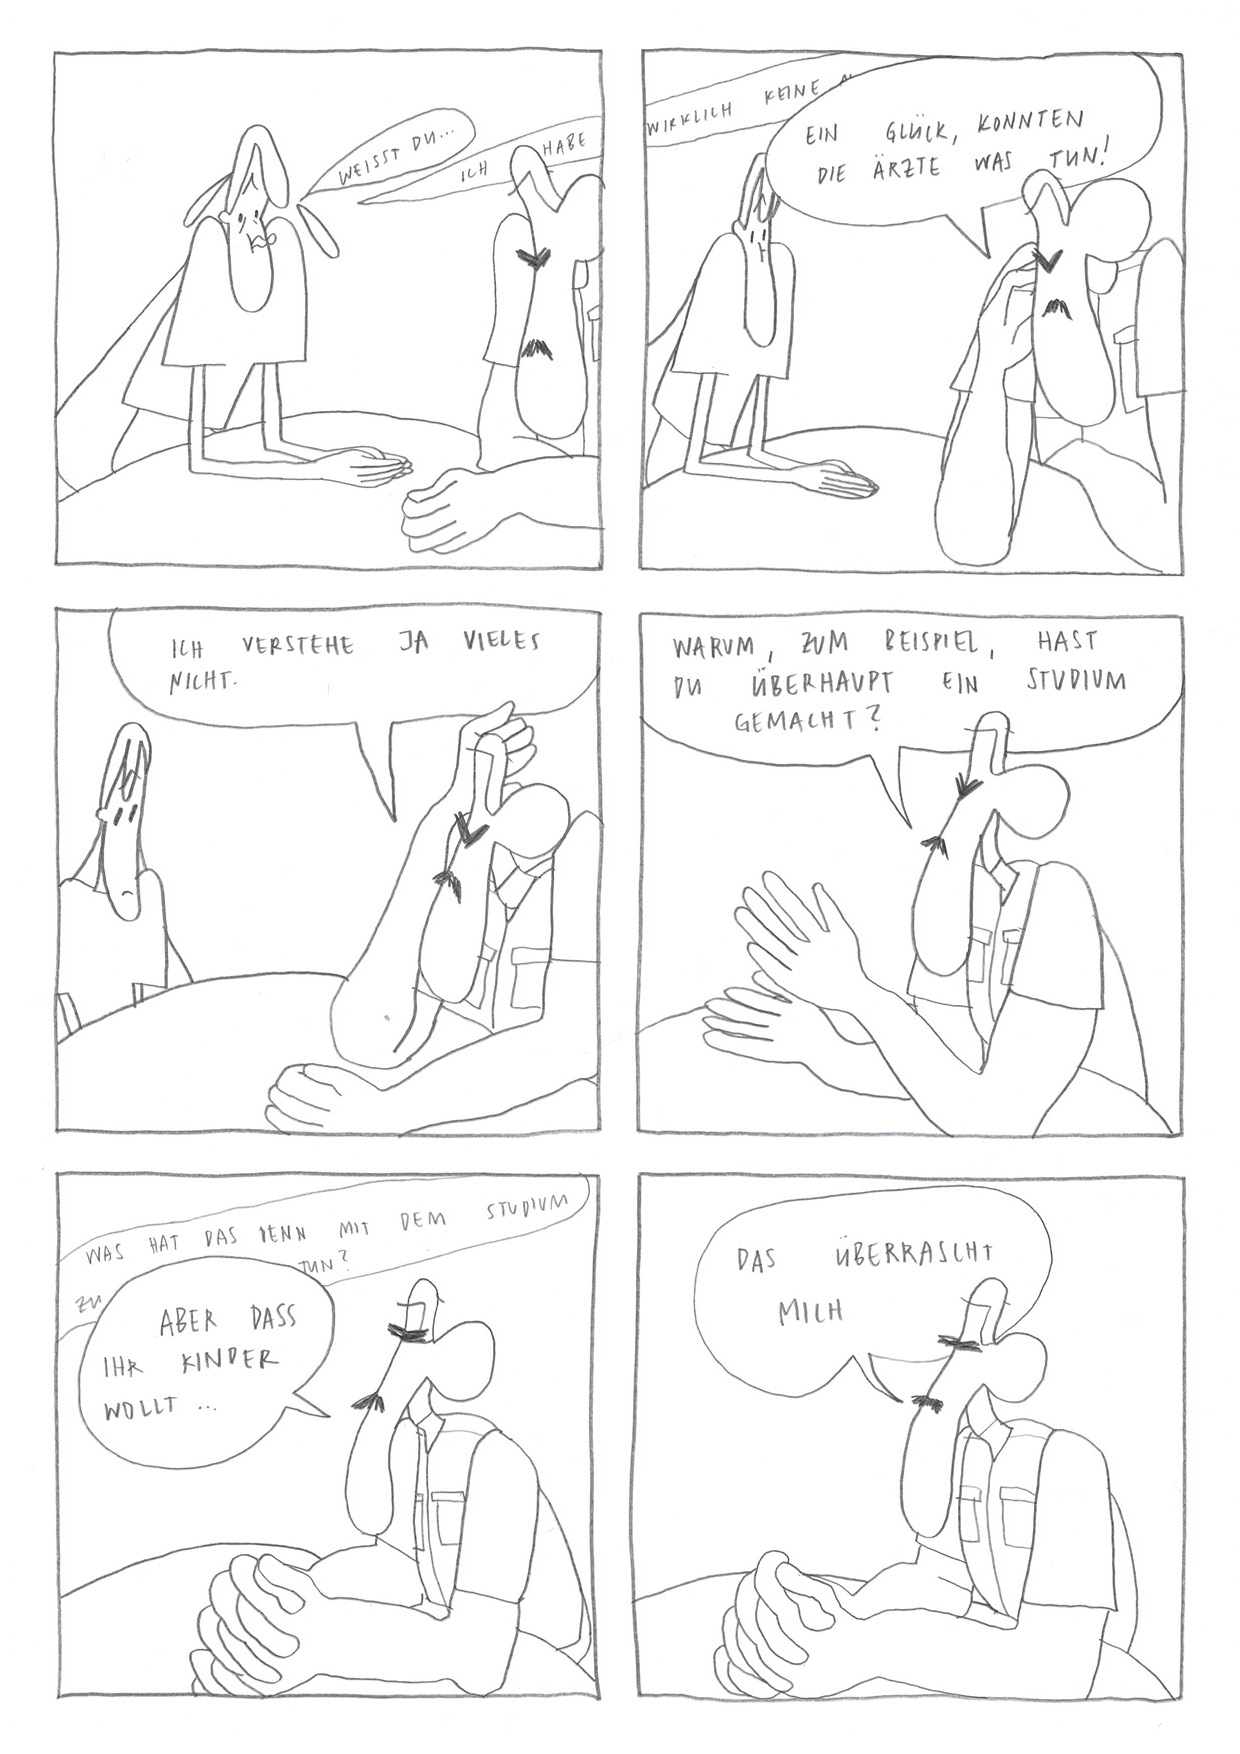 WEISST DU...
ICH HABE
WIRKLICH KEINE
EIN GLÜCK, KONNTEN
DIE ÄRZTE WAS TUN!
ICH VERSTEHE JA VIELES
NICHT.
WARUM, ZUM BEISPIEL, HAST
DU ÜBERHAUPT EIN STUDIUM
GEMACHT?
WAS HAT DAS DENN MIT DEM STUDIUM
ZU TUN?
ABER DASS
IHR KINDER
WOLLT ...
DAS ÜBERRASCHT
MICH